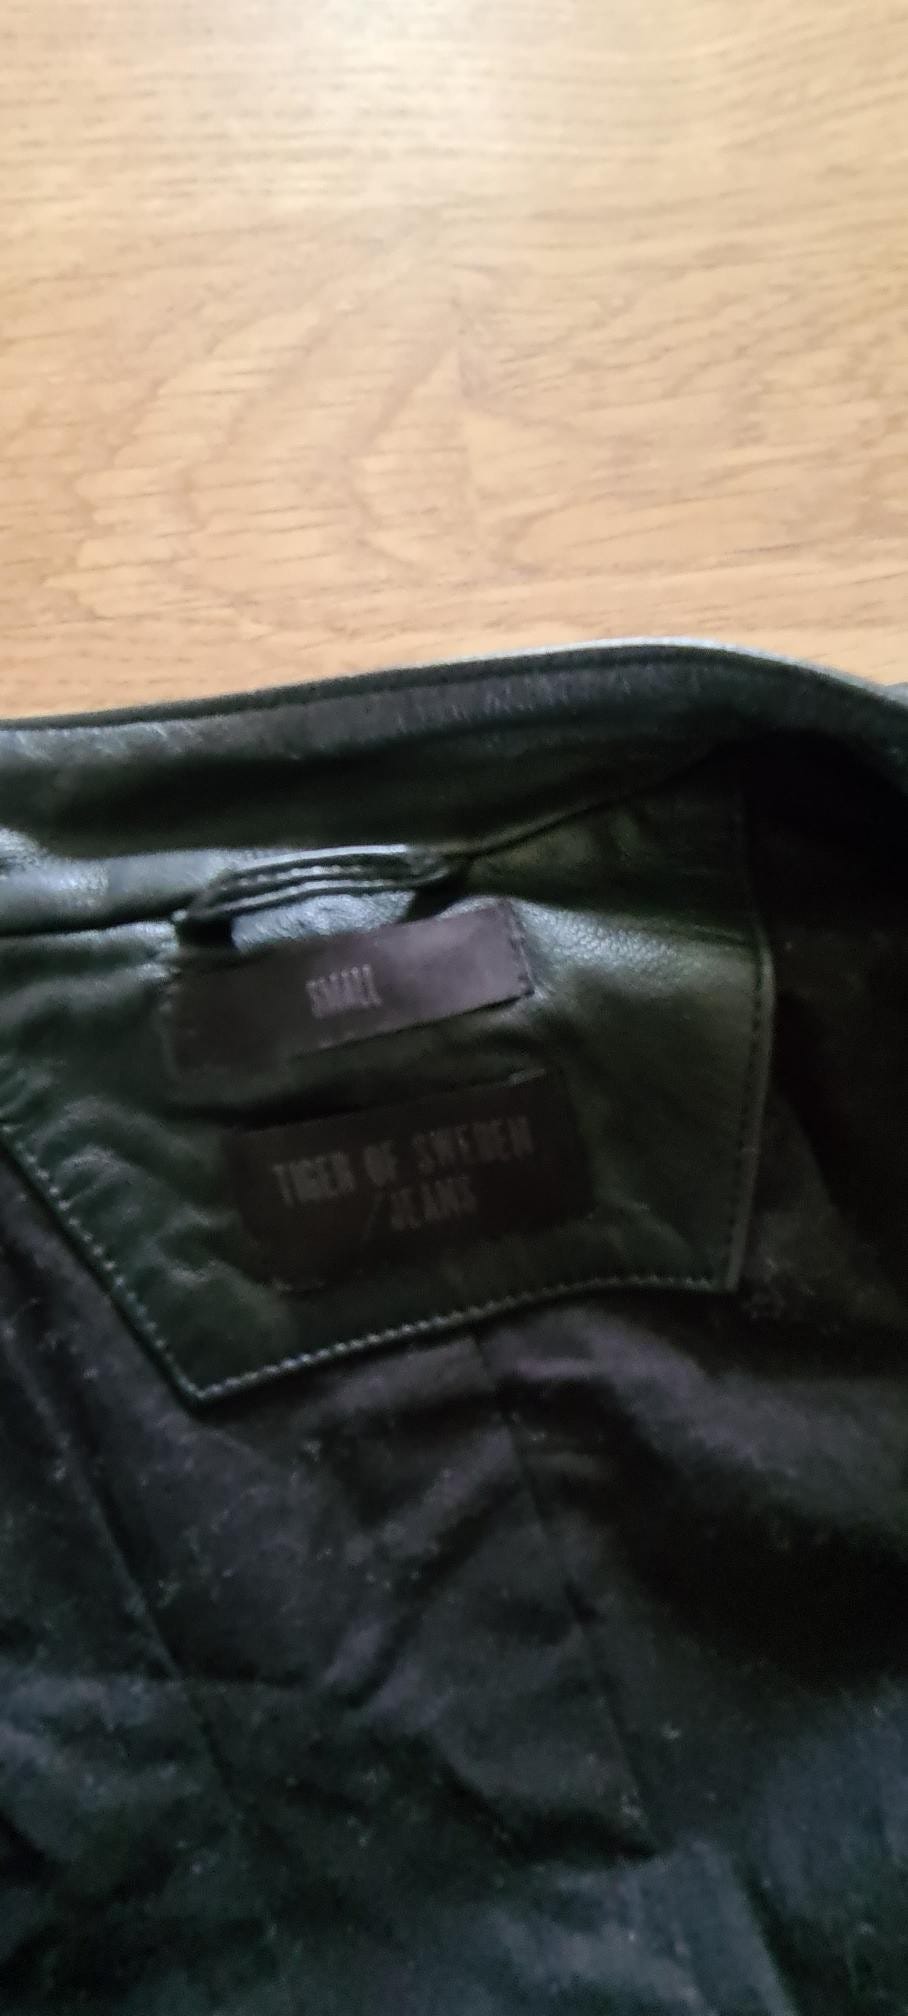 SMALL
TIGER OF SWEDEN
/JEANS